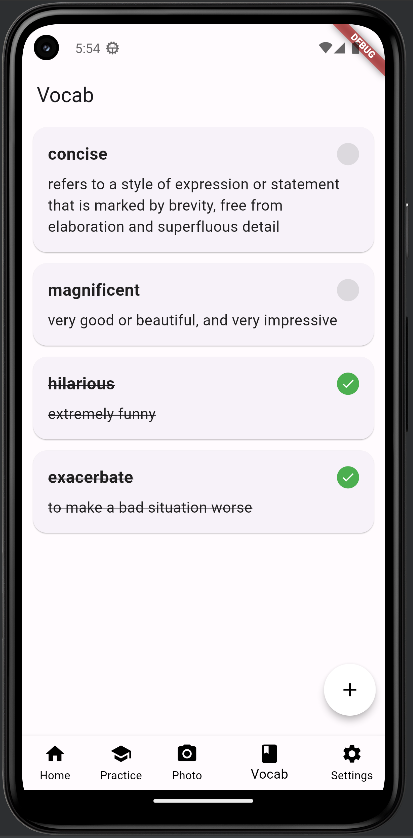 5:54
DEBUG
Vocab
concise
refers to a style of expression or statement
that is marked by brevity, free from
elaboration and superfluous detail
magnificent
very good or beautiful, and very impressive
hilarious
extremely funny
exacerbate
to make a bad situation worse
+
Home Practice Photo Vocab Settings